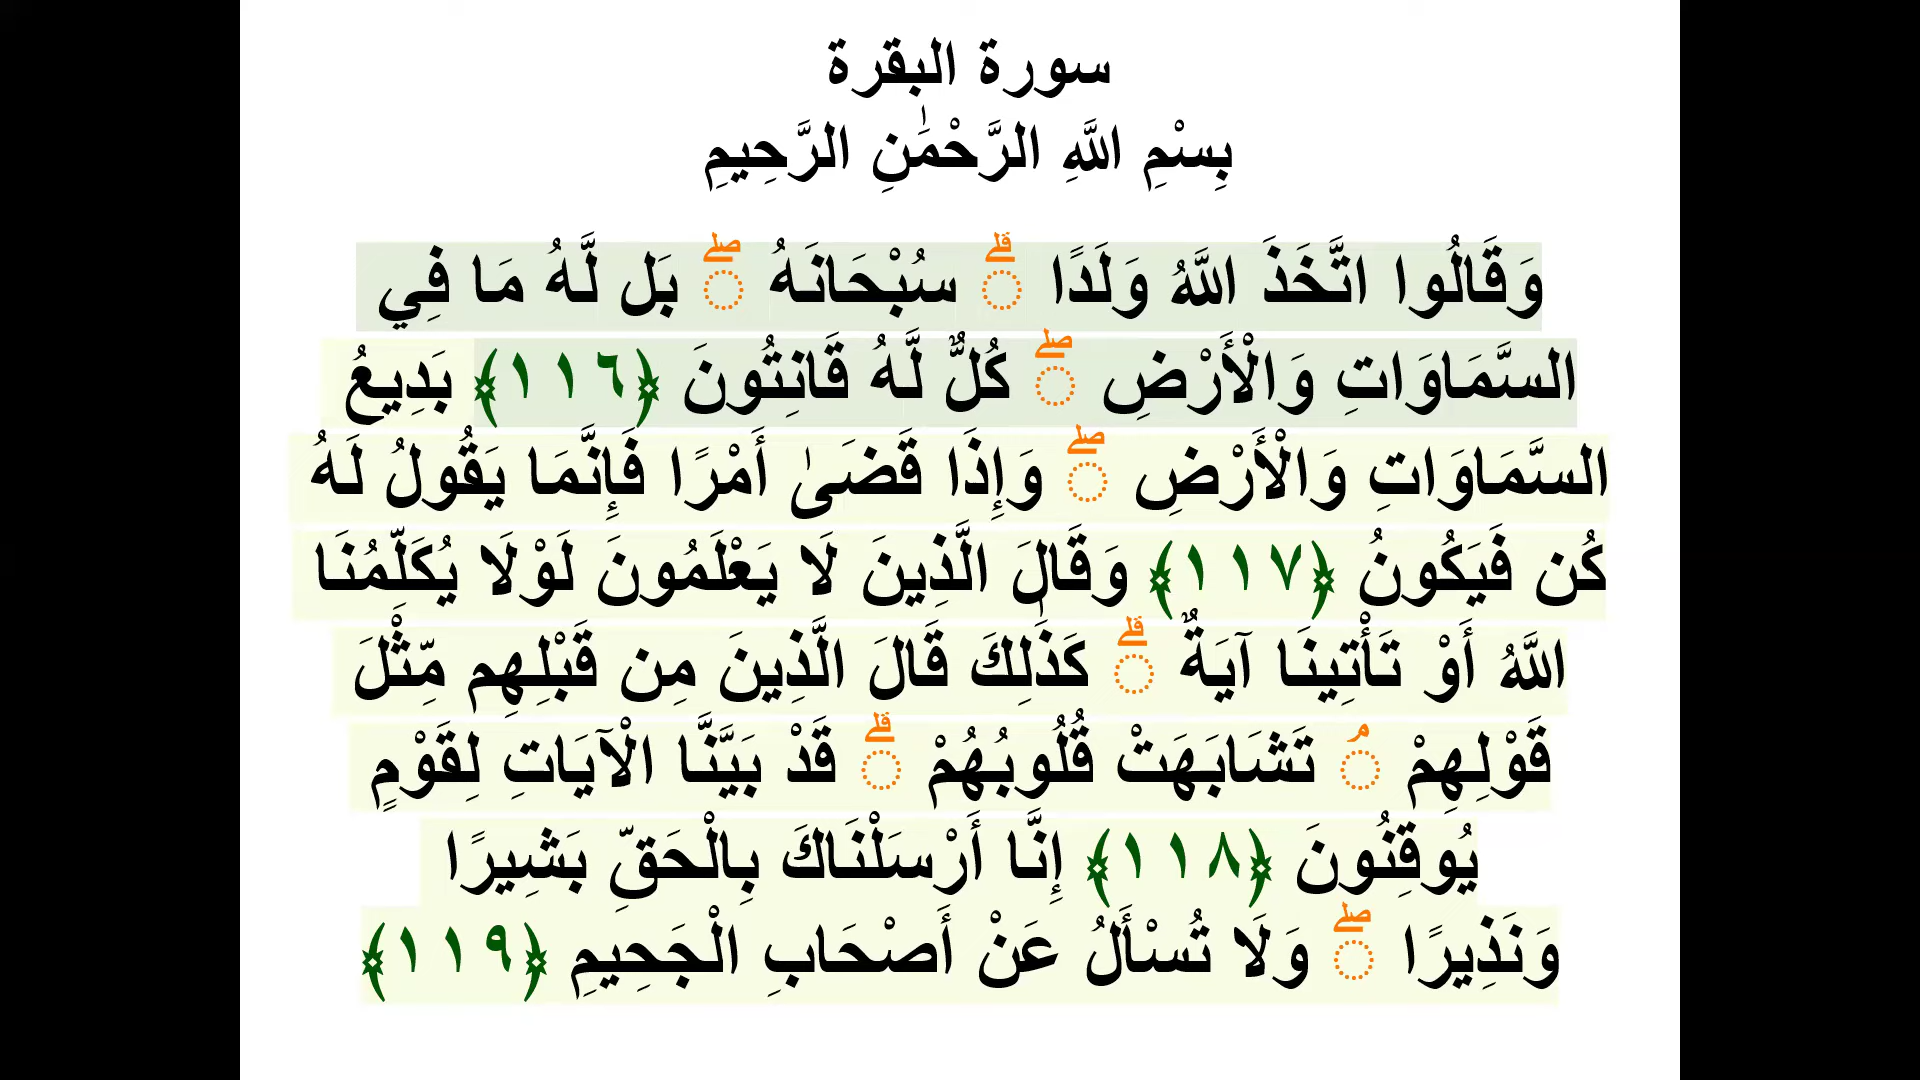 سورة البقرة
بِسْمِ اللَّهِ الرَّحْمَٰنِ الرَّحِيمِ
وَقَالُوا اتَّخَذَ اللَّهُ وَلَدًا ۗ سُبْحَانَهُ ۖ بَل لَّهُ مَا فِي
السَّمَاوَاتِ وَالْأَرْضِ ۖ كُلٌّ لَّهُ قَانِتُونَ ﴿١١٦﴾ بَدِيعُ
السَّمَاوَاتِ وَالْأَرْضِ ۖ وَإِذَا قَضَىٰ أَمْرًا فَإِنَّمَا يَقُولُ لَهُ
كُن فَيَكُونُ ﴿١١٧﴾ وَقَالَ الَّذِينَ لَا يَعْلَمُونَ لَوْلَا يُكَلِّمُنَا
اللَّهُ أَوْ تَأْتِينَا آيَةٌ ۗ كَذَٰلِكَ قَالَ الَّذِينَ مِن قَبْلِهِم مِّثْلَ
قَوْلِهِمْ ۘ تَشَابَهَتْ قُلُوبُهُمْ ۗ قَدْ بَيَّنَّا الْآيَاتِ لِقَوْمٍ
يُوقِنُونَ ﴿١١٨﴾ إِنَّا أَرْسَلْنَاكَ بِالْحَقِّ بَشِيرًا
وَنَذِيرًا ۖ وَلَا تُسْأَلُ عَنْ أَصْحَابِ الْجَحِيمِ ﴿١١٩﴾